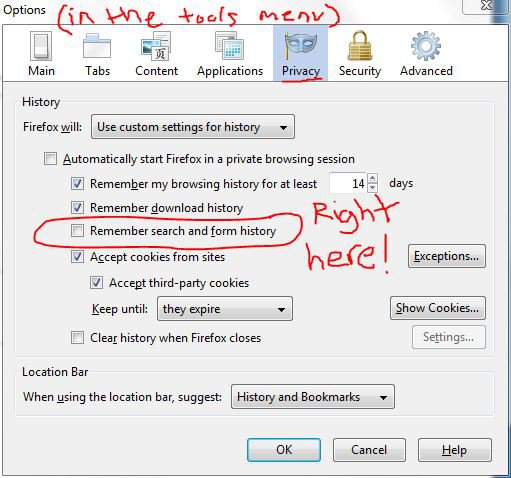 Options (in the tools menu)
Main Tabs Content Applications Privacy Security Advanced
History
Firefox will: Use custom settings for history
Automatically start Firefox in a private browsing session
Remember my browsing history for at least 14 days
Remember download history
Remember search and form history
Right
here!
Accept cookies from sites Exceptions...
Accept third-party cookies
Keep until: they expire Show Cookies...
Clear history when Firefox closes Settings...
Location Bar
When using the location bar, suggest: History and Bookmarks
OK Cancel Help